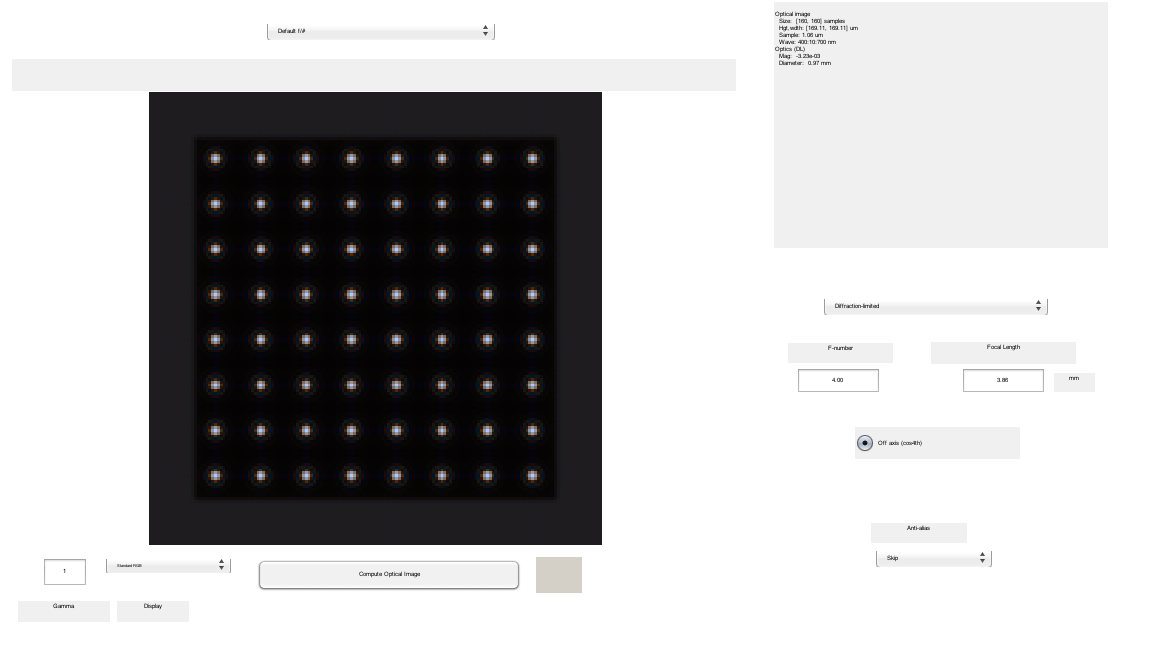 Default f/#
Optical image
Size: [160, 160] samples
Hgt,wdth: [169.11, 169.11] um
Sample: 1.06 um
Wave: 400:10:700 nm
Optics (DL)
Mag: -3.23e-03
Diameter: 0.97 mm
Diffraction-limited
F-number
Focal Length
4.00
3.86
mm
Off axis (cos4th)
Anti-alias
Skip
1
Standard RGB
Compute Optical Image
Gamma
Display